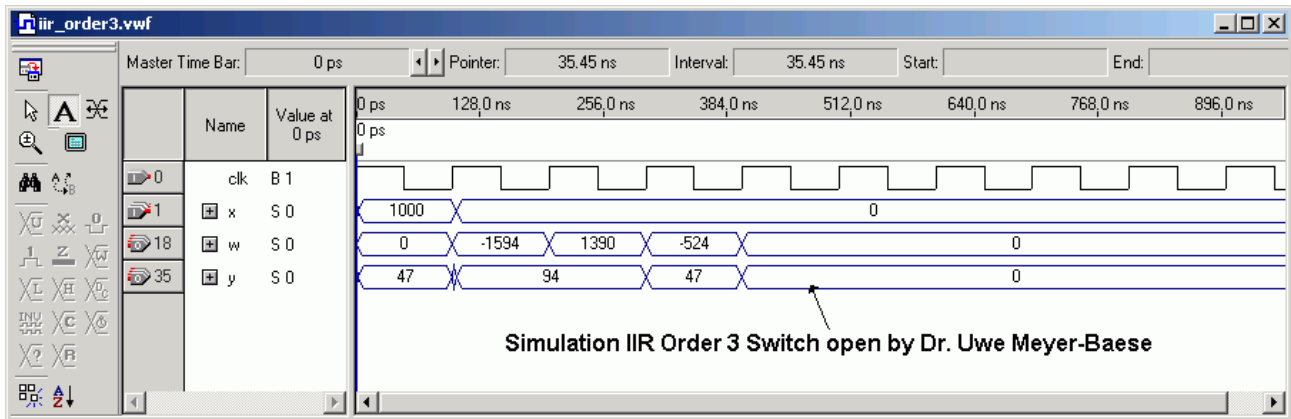 iir_order3.vwf
Master Time Bar: 0 ps Pointer: 35.45 ns Interval: 35.45 ns Start: End:
Name Value at 0 ps
0 ps 128.0 ns 256.0 ns 384.0 ns 512.0 ns 640.0 ns 768.0 ns 896.0 ns
0 ps
0 clk B 1
1 x S 0 1000 0
18 w S 0 0 -1594 1390 -524 0
35 y S 0 47 94 47 0
Simulation IIR Order 3 Switch open by Dr. Uwe Meyer-Baese